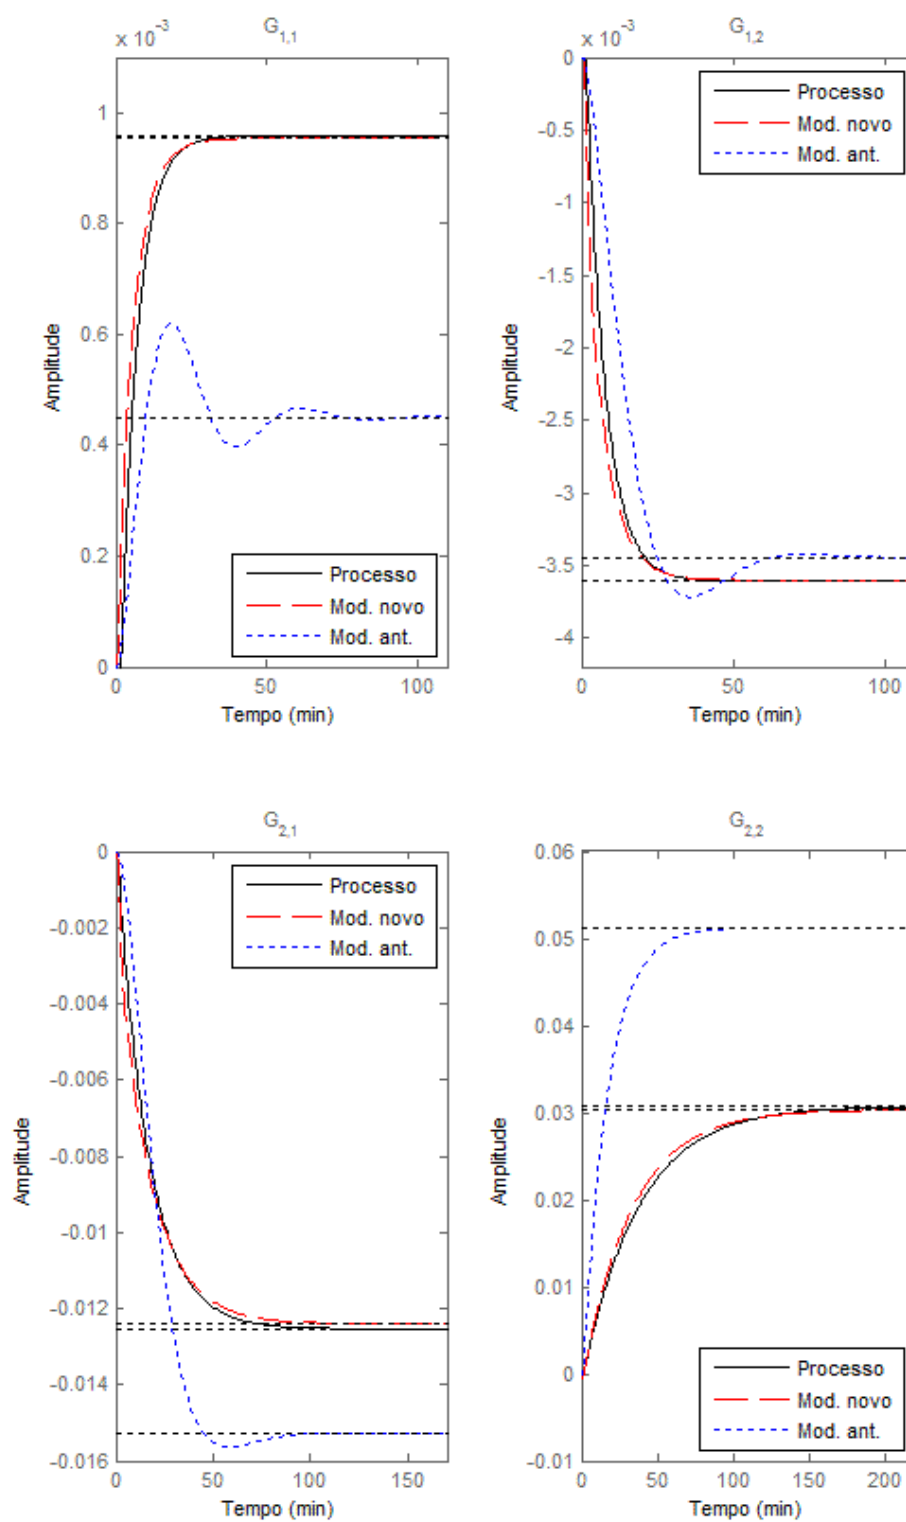 x 10⁻³
G₁,₁
1
0.8
0.6
0.4
0.2
0
0
50
100
Amplitude
Tempo (min)
Processo
Mod. novo
Mod. ant.
x 10⁻³
G₁,₂
0
-0.5
-1
-1.5
-2
-2.5
-3
-3.5
-4
0
50
100
Amplitude
Tempo (min)
Processo
Mod. novo
Mod. ant.
G₂,₁
0
-0.002
-0.004
-0.006
-0.008
-0.01
-0.012
-0.014
-0.016
0
50
100
150
Amplitude
Tempo (min)
Processo
Mod. novo
Mod. ant.
G₂,₂
0.06
0.05
0.04
0.03
0.02
0.01
0
-0.01
0
50
100
150
200
Amplitude
Tempo (min)
Processo
Mod. novo
Mod. ant.